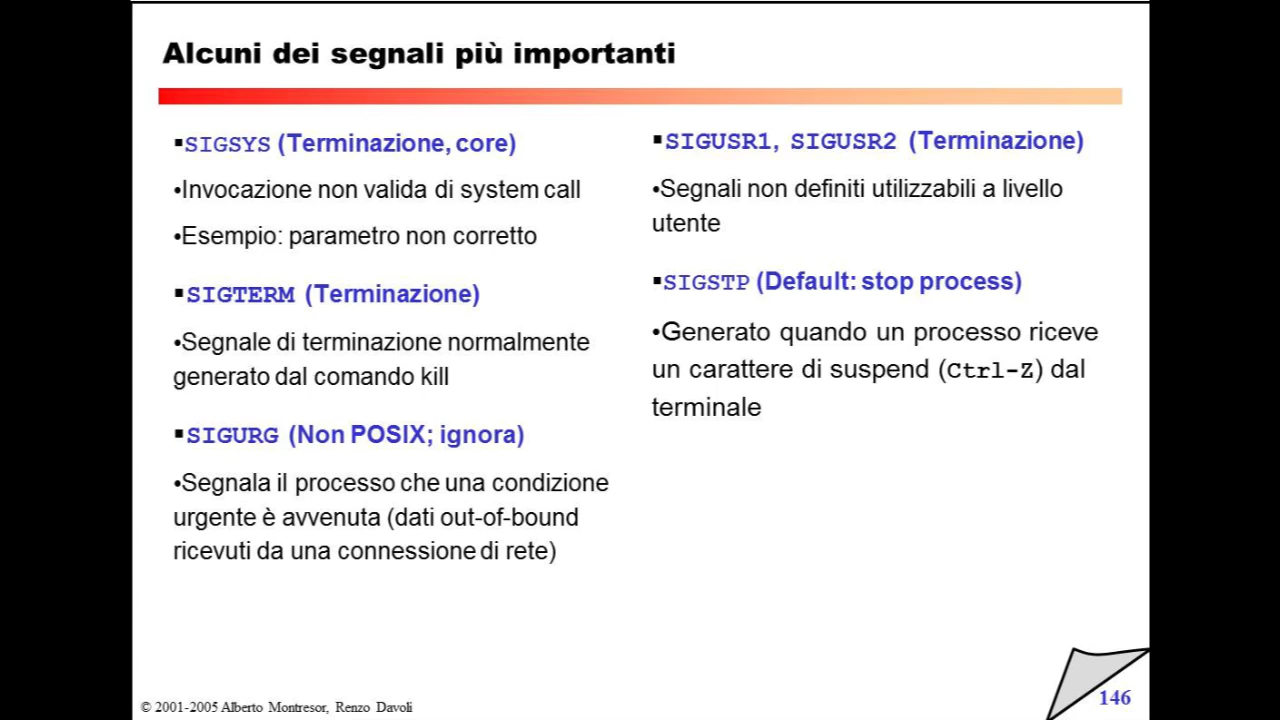 Alcuni dei segnali più importanti
▪SIGSYS (Terminazione, core)
•Invocazione non valida di system call
•Esempio: parametro non corretto
▪SIGTERM (Terminazione)
•Segnale di terminazione normalmente
generato dal comando kill
▪SIGURG (Non POSIX; ignora)
•Segnala il processo che una condizione
urgente è avvenuta (dati out-of-bound
ricevuti da una connessione di rete)
▪SIGUSR1, SIGUSR2 (Terminazione)
•Segnali non definiti utilizzabili a livello
utente
▪SIGSTP (Default: stop process)
•Generato quando un processo riceve
un carattere di suspend (Ctrl-Z) dal
terminale
© 2001-2005 Alberto Montresor, Renzo Davoli
146